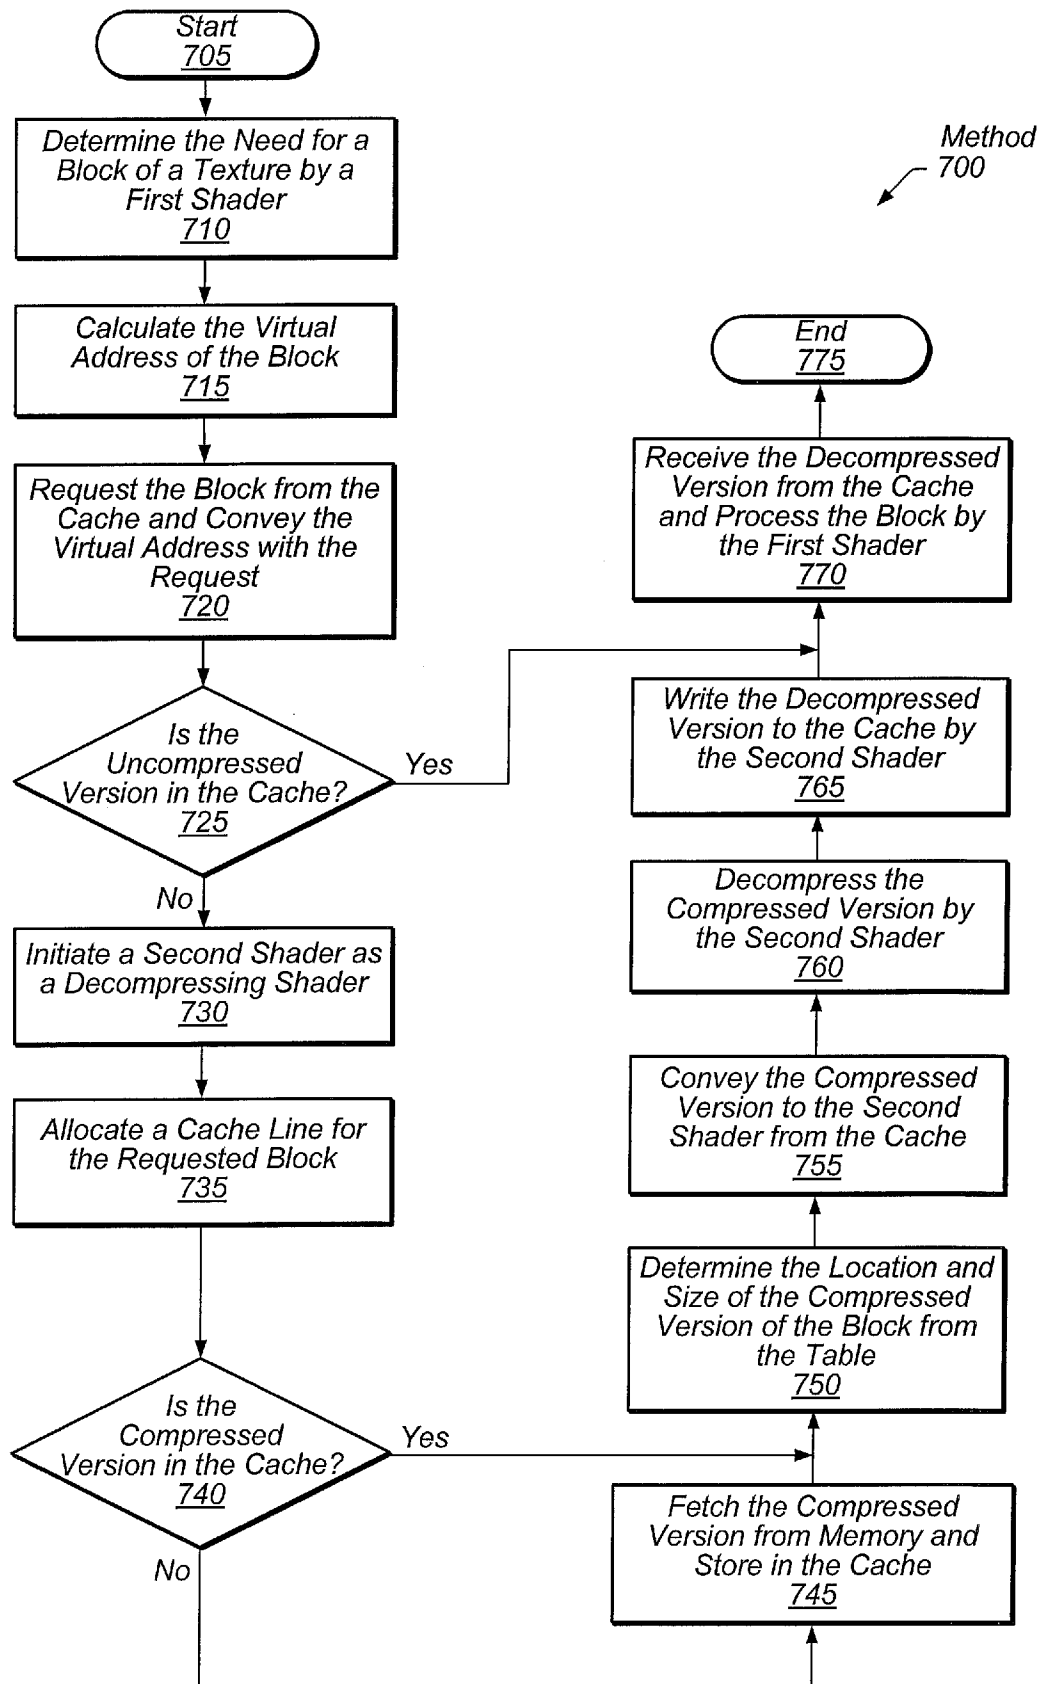 Start
705
Determine the Need for a
Block of a Texture by a
First Shader
710
Method
700
Calculate the Virtual
Address of the Block
715
Request the Block from the
Cache and Convey the
Virtual Address with the
Request
720
Is the
Uncompressed
Version in the Cache?
725
Yes
No
Initiate a Second Shader as
a Decompressing Shader
730
Allocate a Cache Line for
the Requested Block
735
Is the
Compressed
Version in the Cache?
740
Yes
No
Fetch the Compressed
Version from Memory and
Store in the Cache
745
Determine the Location and
Size of the Compressed
Version of the Block from
the Table
750
Convey the Compressed
Version to the Second
Shader from the Cache
755
Decompress the
Compressed Version by
the Second Shader
760
Write the Decompressed
Version to the Cache by
the Second Shader
765
Receive the Decompressed
Version from the Cache
and Process the Block by
the First Shader
770
End
775